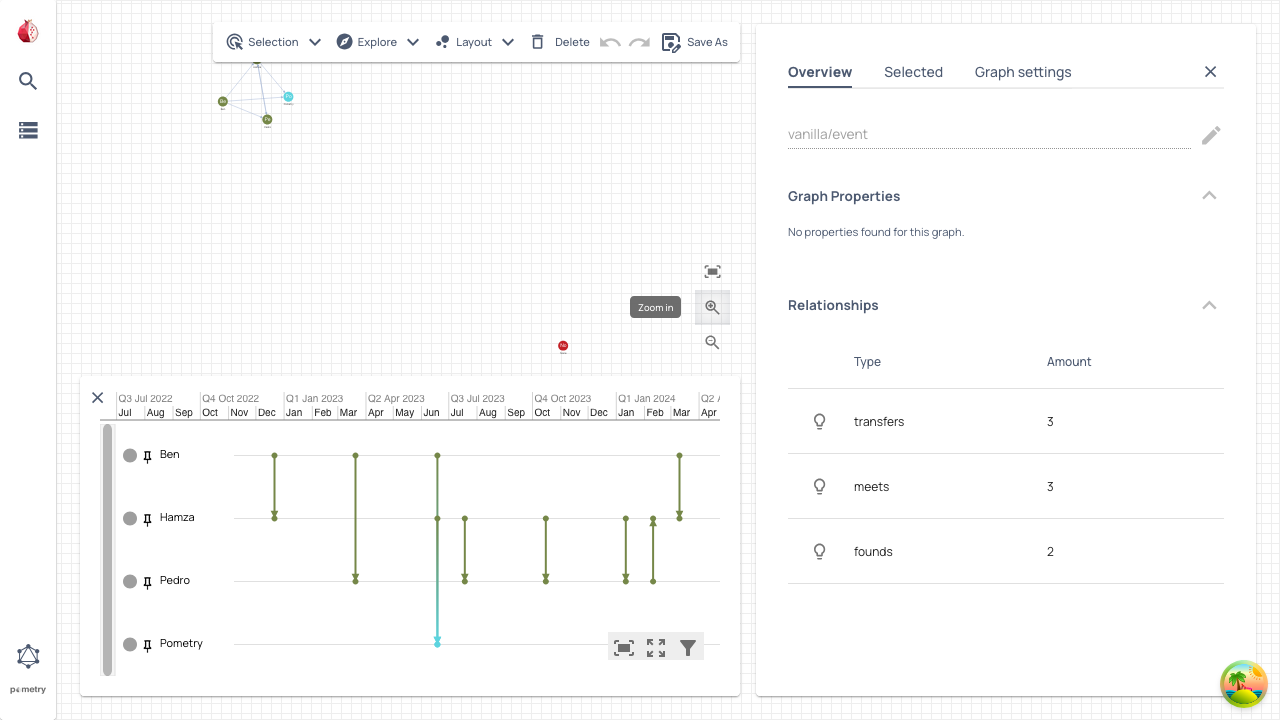 Selection
Explore
Layout
Delete
Save As
Zoom in
Q3 Jul 2022 Q4 Oct 2022 Q1 Jan 2023 Q2 Apr 2023 Q3 Jul 2023 Q4 Oct 2023 Q1 Jan 2024 Q2
Jul Aug Sep Oct Nov Dec Jan Feb Mar Apr May Jun Jul Aug Sep Oct Nov Dec Jan Feb Mar Apr
Ben
Hamza
Pedro
Pometry
Overview Selected Graph settings
vanilla/event
Graph Properties
No properties found for this graph.
Relationships
Type Amount
transfers 3
meets 3
founds 2
pometry